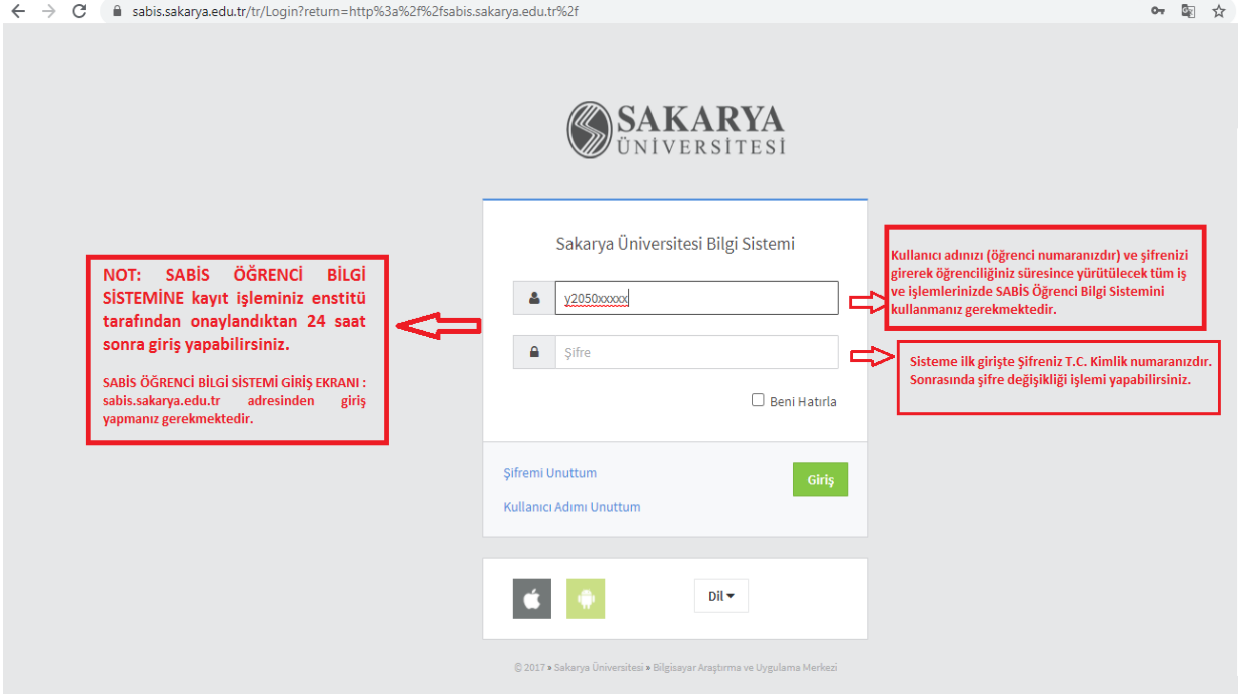 sabis.sakarya.edu.tr/tr/Login?return=http%3a%2f%2fsabis.sakarya.edu.tr%2f
SAKARYA
ÜNİVERSİTESİ
Sakarya Üniversitesi Bilgi Sistemi
y2050xxxxx
Şifre
Beni Hatırla
Şifremi Unuttum
Giriş
Kullanıcı Adımı Unuttum
Dil
© 2017 » Sakarya Üniversitesi » Bilgisayar Araştırma ve Uygulama Merkezi
NOT: SABİS ÖĞRENCİ BİLGİ
SİSTEMİNE kayıt işleminiz enstitü
tarafından onaylandıktan 24 saat
sonra giriş yapabilirsiniz.
SABİS ÖĞRENCİ BİLGİ SİSTEMİ GİRİŞ EKRANI :
sabis.sakarya.edu.tr adresinden giriş
yapmanız gerekmektedir.
Kullanıcı adınızı (öğrenci numaranızdır) ve şifrenizi
girerek öğrenciliğiniz süresince yürütülecek tüm iş
ve işlemlerinizde SABİS Öğrenci Bilgi Sistemini
kullanmanız gerekmektedir.
Sisteme ilk girişte Şifreniz T.C. Kimlik numaranızdır.
Sonrasında şifre değişikliği işlemi yapabilirsiniz.